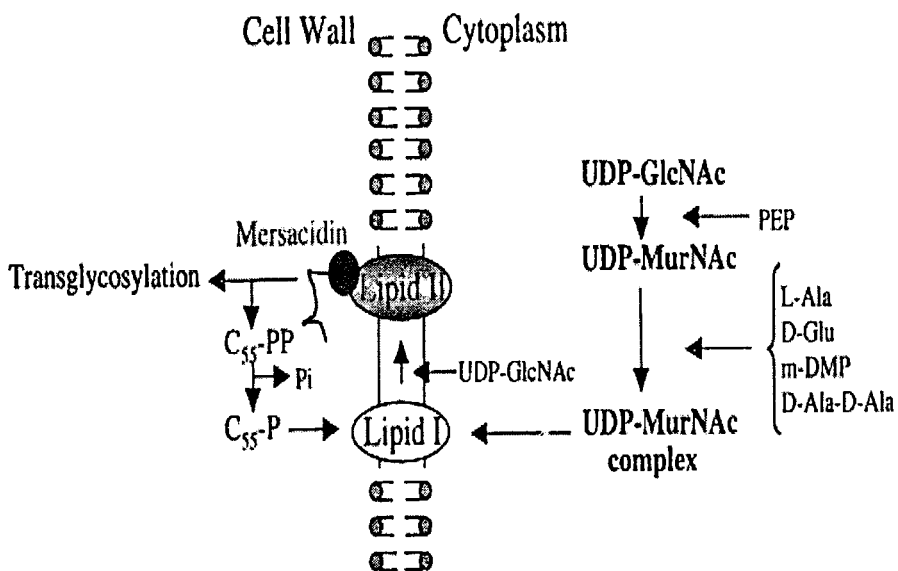 Cell Wall Cytoplasm
UDP-GlcNAc
PEP
Mersacidin
UDP-MurNAc
Transglycosylation
Lipid II
L-Ala
D-Glu
m-DMP
D-Ala-D-Ala
C55-PP
Pi
UDP-GlcNAc
C55-P
Lipid I
UDP-MurNAc
complex